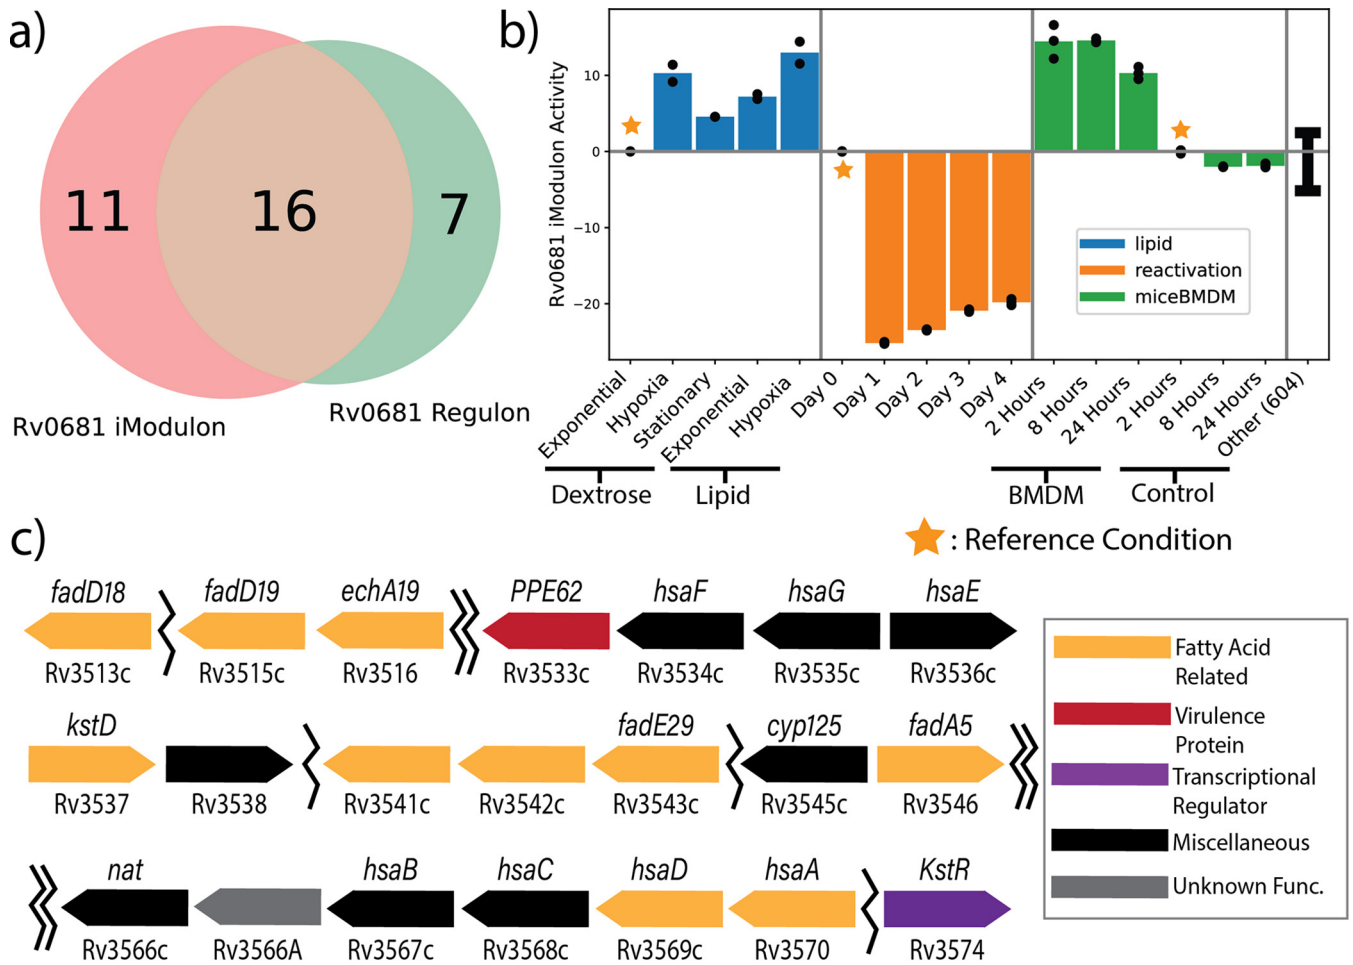 a)
11
16
7
Rv0681 iModulon
Rv0681 Regulon
b)
Rv0681 iModulon Activity
10
0
−10
−20
lipid
reactivation
miceBMDM
Exponential
Hypoxia
Stationary
Exponential
Hypoxia
Day 0
Day 1
Day 2
Day 3
Day 4
2 Hours
8 Hours
24 Hours
2 Hours
8 Hours
24 Hours
Other (604)
Dextrose
Lipid
BMDM
Control
: Reference Condition
c)
fadD18 fadD19 echA19 PPE62 hsaF hsaG hsaE
Rv3513c Rv3515c Rv3516 Rv3533c Rv3534c Rv3535c Rv3536c
kstD fadE29 cyp125 fadA5
Rv3537 Rv3538 Rv3541c Rv3542c Rv3543c Rv3545c Rv3546
nat hsaB hsaC hsaD hsaA KstR
Rv3566c Rv3566A Rv3567c Rv3568c Rv3569c Rv3570 Rv3574
Fatty Acid
Related
Virulence
Protein
Transcriptional
Regulator
Miscellaneous
Unknown Func.